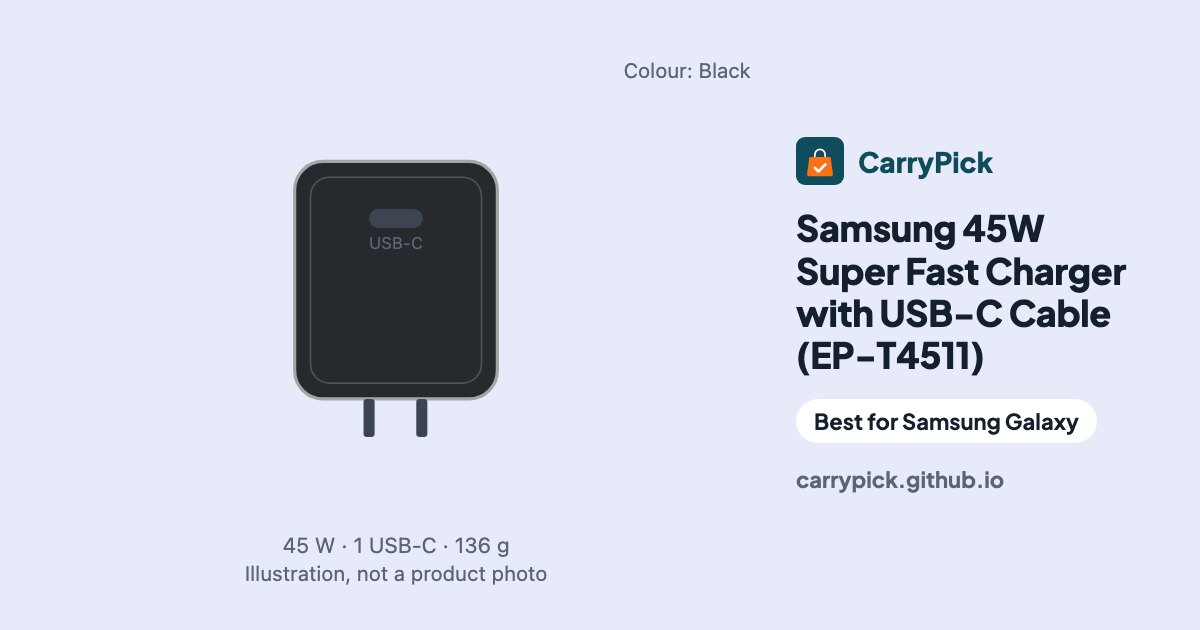 Colour: Black
USB-C
45 W · 1 USB-C · 136 g
Illustration, not a product photo
CarryPick
Samsung 45W
Super Fast Charger
with USB-C Cable
(EP-T4511)
Best for Samsung Galaxy
carrypick.github.io